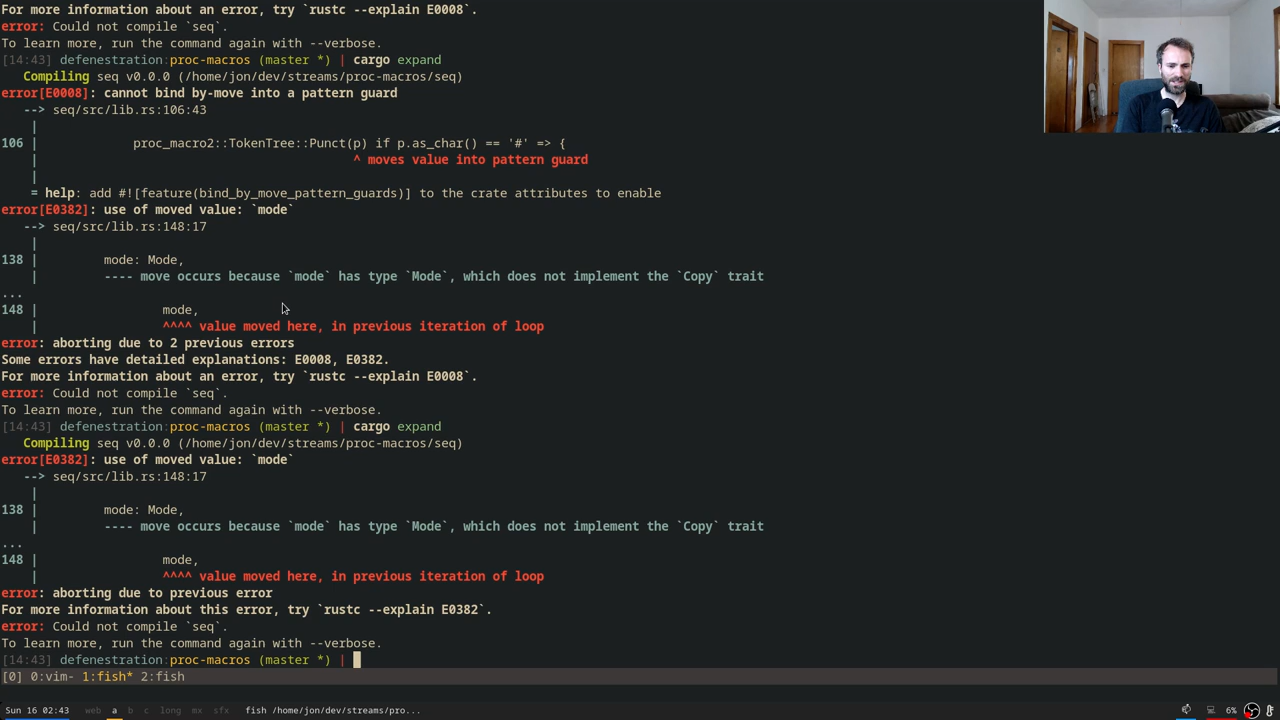 For more information about an error, try `rustc --explain E0008`.
error: Could not compile `seq`.
To learn more, run the command again with --verbose.
[14:43] defenestration:proc-macros (master *) | cargo expand
   Compiling seq v0.0.0 (/home/jon/dev/streams/proc-macros/seq)
error[E0008]: cannot bind by-move into a pattern guard
   --> seq/src/lib.rs:106:43
    |
106 |             proc_macro2::TokenTree::Punct(p) if p.as_char() == '#' => {
    |                                           ^ moves value into pattern guard
    |
    = help: add #![feature(bind_by_move_pattern_guards)] to the crate attributes to enable
error[E0382]: use of moved value: `mode`
   --> seq/src/lib.rs:148:17
    |
138 |         mode: Mode,
    |         ---- move occurs because `mode` has type `Mode`, which does not implement the `Copy` trait
...
148 |                 mode,
    |                 ^^^^ value moved here, in previous iteration of loop
error: aborting due to 2 previous errors
Some errors have detailed explanations: E0008, E0382.
For more information about an error, try `rustc --explain E0008`.
error: Could not compile `seq`.
To learn more, run the command again with --verbose.
[14:43] defenestration:proc-macros (master *) | cargo expand
   Compiling seq v0.0.0 (/home/jon/dev/streams/proc-macros/seq)
error[E0382]: use of moved value: `mode`
   --> seq/src/lib.rs:148:17
    |
138 |         mode: Mode,
    |         ---- move occurs because `mode` has type `Mode`, which does not implement the `Copy` trait
...
148 |                 mode,
    |                 ^^^^ value moved here, in previous iteration of loop
error: aborting due to previous error
For more information about this error, try `rustc --explain E0382`.
error: Could not compile `seq`.
To learn more, run the command again with --verbose.
[14:43] defenestration:proc-macros (master *) |
[0] 0:vim- 1:fish* 2:fish
Sun 16 02:43 web a b c long mx sfx fish /home/jon/dev/streams/pro... 6%